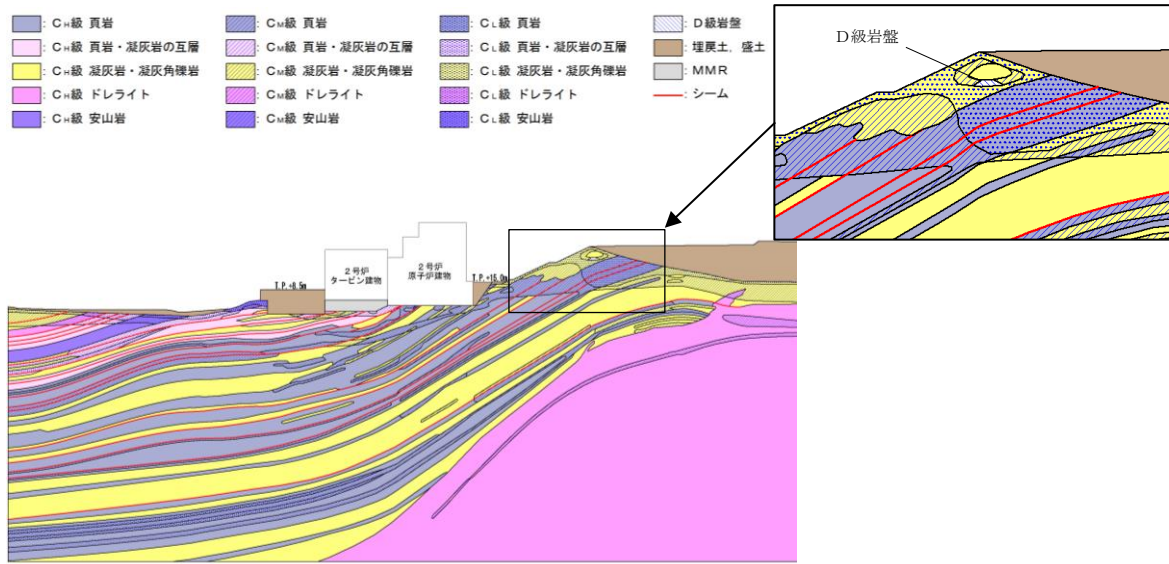 : CH級 頁岩
: CM級 頁岩
: CL級 頁岩
: D級岩盤
: CH級 頁岩・凝灰岩の互層
: CM級 頁岩・凝灰岩の互層
: CL級 頁岩・凝灰岩の互層
: 埋戻土，盛土
: CH級 凝灰岩・凝灰角礫岩
: CM級 凝灰岩・凝灰角礫岩
: CL級 凝灰岩・凝灰角礫岩
: MMR
: CH級 ドレライト
: CM級 ドレライト
: CL級 ドレライト
: シーム
: CH級 安山岩
: CM級 安山岩
: CL級 安山岩
D級岩盤
2号炉
タービン建物
2号炉
原子炉建物
T.P.+8.5m
T.P.+15.0m